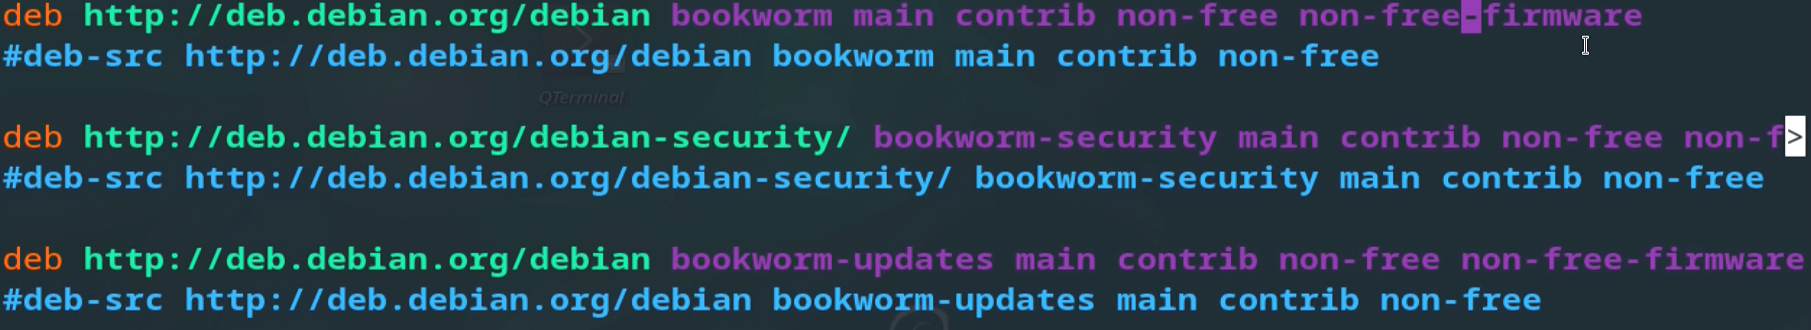 deb http://deb.debian.org/debian bookworm main contrib non-free non-free-firmware
#deb-src http://deb.debian.org/debian bookworm main contrib non-free
QTerminal
deb http://deb.debian.org/debian-security/ bookworm-security main contrib non-free non-f>
#deb-src http://deb.debian.org/debian-security/ bookworm-security main contrib non-free
deb http://deb.debian.org/debian bookworm-updates main contrib non-free non-free-firmware
#deb-src http://deb.debian.org/debian bookworm-updates main contrib non-free